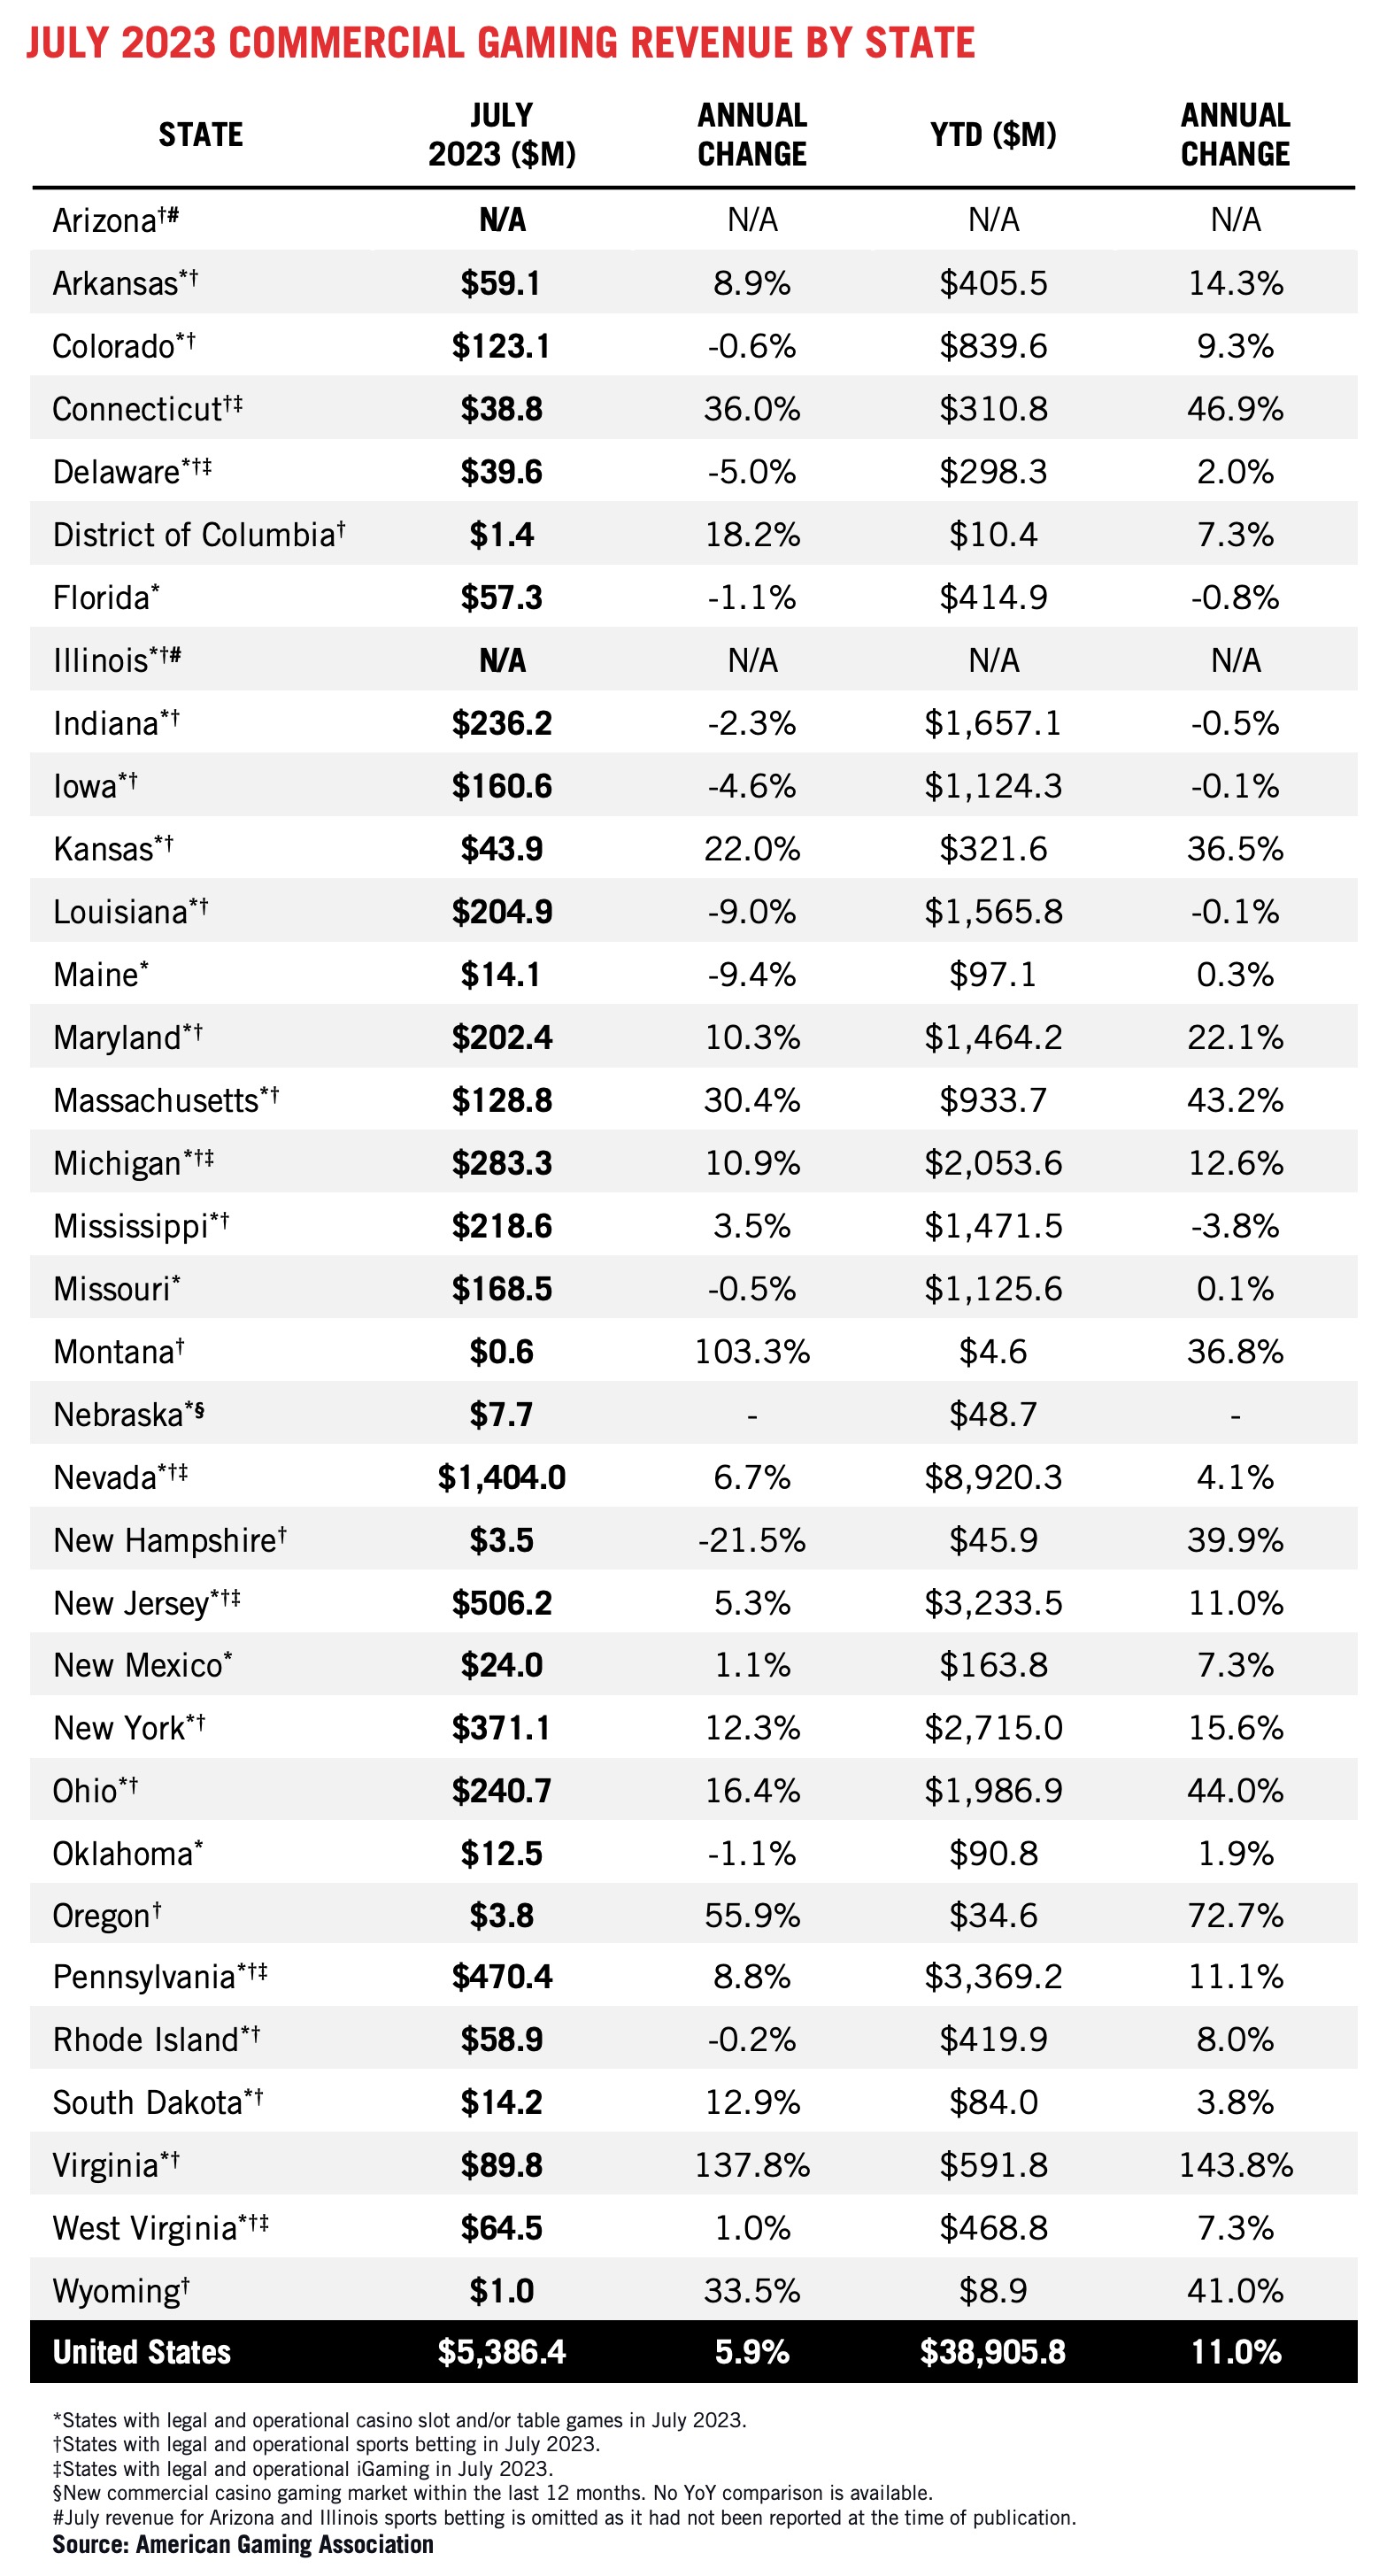 JULY 2023 COMMERCIAL GAMING REVENUE BY STATE
STATE JULY 2023 ($M) ANNUAL CHANGE YTD ($M) ANNUAL CHANGE
Arizona†# N/A N/A N/A N/A
Arkansas*† $59.1 8.9% $405.5 14.3%
Colorado*† $123.1 -0.6% $839.6 9.3%
Connecticut†‡ $38.8 36.0% $310.8 46.9%
Delaware*†‡ $39.6 -5.0% $298.3 2.0%
District of Columbia† $1.4 18.2% $10.4 7.3%
Florida* $57.3 -1.1% $414.9 -0.8%
Illinois*†# N/A N/A N/A N/A
Indiana*† $236.2 -2.3% $1,657.1 -0.5%
Iowa*† $160.6 -4.6% $1,124.3 -0.1%
Kansas*† $43.9 22.0% $321.6 36.5%
Louisiana*† $204.9 -9.0% $1,565.8 -0.1%
Maine* $14.1 -9.4% $97.1 0.3%
Maryland*† $202.4 10.3% $1,464.2 22.1%
Massachusetts*† $128.8 30.4% $933.7 43.2%
Michigan*†‡ $283.3 10.9% $2,053.6 12.6%
Mississippi*† $218.6 3.5% $1,471.5 -3.8%
Missouri* $168.5 -0.5% $1,125.6 0.1%
Montana† $0.6 103.3% $4.6 36.8%
Nebraska*§ $7.7 - $48.7 -
Nevada*†‡ $1,404.0 6.7% $8,920.3 4.1%
New Hampshire† $3.5 -21.5% $45.9 39.9%
New Jersey*†‡ $506.2 5.3% $3,233.5 11.0%
New Mexico* $24.0 1.1% $163.8 7.3%
New York*† $371.1 12.3% $2,715.0 15.6%
Ohio*† $240.7 16.4% $1,986.9 44.0%
Oklahoma* $12.5 -1.1% $90.8 1.9%
Oregon† $3.8 55.9% $34.6 72.7%
Pennsylvania*†‡ $470.4 8.8% $3,369.2 11.1%
Rhode Island*† $58.9 -0.2% $419.9 8.0%
South Dakota*† $14.2 12.9% $84.0 3.8%
Virginia*† $89.8 137.8% $591.8 143.8%
West Virginia*†‡ $64.5 1.0% $468.8 7.3%
Wyoming† $1.0 33.5% $8.9 41.0%
United States $5,386.4 5.9% $38,905.8 11.0%
*States with legal and operational casino slot and/or table games in July 2023.
†States with legal and operational sports betting in July 2023.
‡States with legal and operational iGaming in July 2023.
§New commercial casino gaming market within the last 12 months. No YoY comparison is available.
#July revenue for Arizona and Illinois sports betting is omitted as it had not been reported at the time of publication.
Source: American Gaming Association